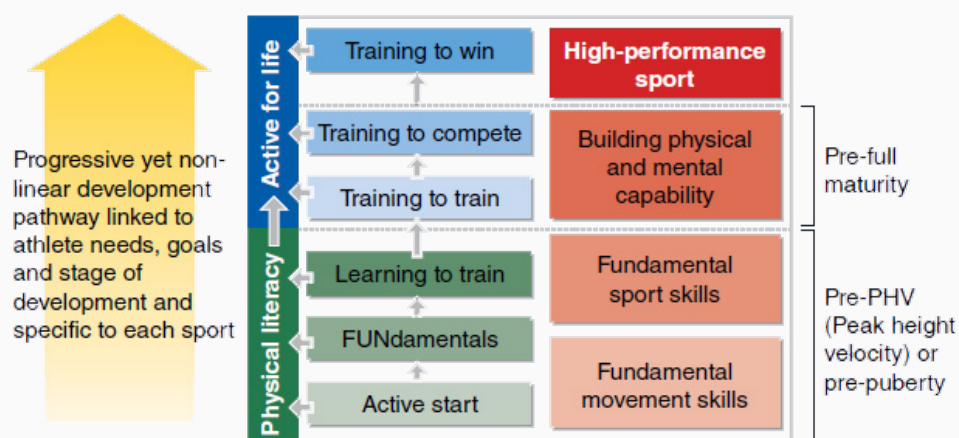 Progressive yet non-
linear development
pathway linked to
athlete needs, goals
and stage of
development and
specific to each sport
Active for life
Physical literacy
Training to win
Training to compete
Training to train
Learning to train
FUNdamentals
Active start
High-performance
sport
Building physical
and mental
capability
Fundamental
sport skills
Fundamental
movement skills
Pre-full
maturity
Pre-PHV
(Peak height
velocity) or
pre-puberty